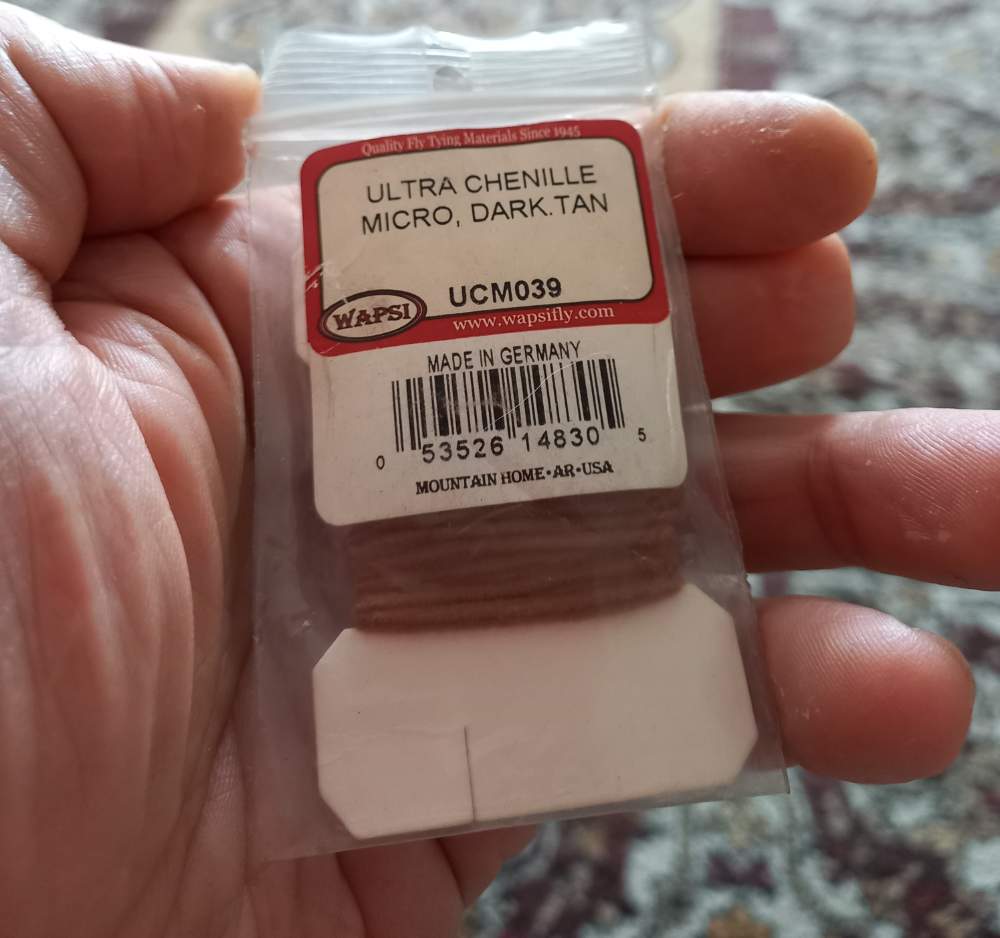 Quality Fly Tying Materials Since 1945
ULTRA CHENILLE
MICRO, DARK.TAN
UCM039
WAPSI
www.wapsifly.com
MADE IN GERMANY
0 53526 14830 5
MOUNTAIN HOME•AR•USA